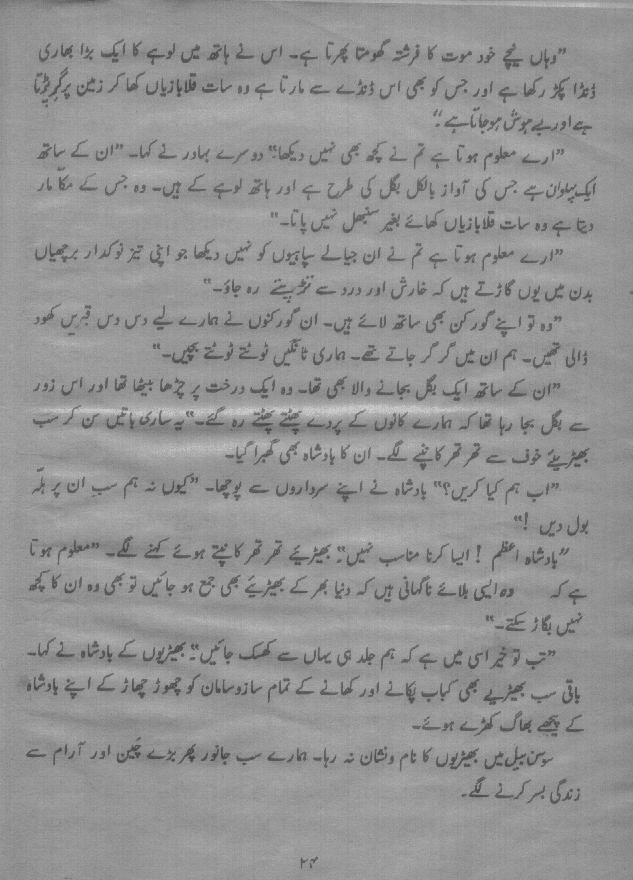 ”وہاں نیچے خود موت کا فرشتہ گھومتا پھرتا ہے۔ اس نے ہاتھ میں لوہے کا ایک بڑا بھاری
ڈنڈا پکڑ رکھا ہے اور جس کو بھی اس ڈنڈے سے مارتا ہے وہ سات قلابازیاں کھا کر زمین پر گر پڑتا
ہے اور بے ہوش ہو جاتا ہے۔“
”ارے معلوم ہوتا ہے تم نے کچھ بھی نہیں دیکھا؟“ دوسرے بہادر نے کہا۔ ”ان کے ساتھ
ایک پہلوان ہے جس کی آواز بالکل بگل کی طرح ہے اور ہاتھ لوہے کے ہیں۔ وہ جس کے مکّا مار
دیتا ہے وہ سات قلابازیاں کھائے بغیر سنبھل نہیں پاتا۔“
”ارے معلوم ہوتا ہے تم نے ان جیالے سپاہیوں کو نہیں دیکھا جو اپنی تیز نوکدار برچھیاں
بدن میں یوں گاڑتے ہیں کہ خارش اور درد سے تڑپتے رہ جاؤ۔“
”وہ تو اپنے گورکن بھی ساتھ لائے ہیں۔ ان گورکنوں نے ہمارے لیے دس دس قبریں کھود
ڈالی تھیں۔ ہم ان میں گر گر جاتے تھے۔ ہماری ٹانگیں ٹوٹتے ٹوٹتے بچیں۔“
”ان کے ساتھ ایک بگل بجانے والا بھی تھا۔ وہ ایک درخت پر چڑھا بیٹھا تھا اور اس زور
سے بگل بجا رہا تھا کہ ہمارے کانوں کے پردے پھٹتے پھٹتے رہ گئے۔“ یہ ساری باتیں سن کر سب
بھیڑیئے خوف سے تھر تھر کانپنے لگے۔ ان کا بادشاہ بھی گھبرا گیا۔
”اب ہم کیا کریں؟“ بادشاہ نے اپنے سرداروں سے پوچھا۔ ”کیوں نہ ہم سب ان پر ہلّہ
بول دیں !“
”بادشاہ اعظم ! ایسا کرنا مناسب نہیں“ بھیڑیئے تھر تھر کانپتے ہوئے کہنے لگے۔ ”معلوم ہوتا
ہے کہ وہ ایسی بلائے ناگہانی ہیں کہ دنیا بھر کے بھیڑیئے بھی جمع ہو جائیں تو بھی وہ ان کا کچھ
نہیں بگاڑ سکتے۔“
”تب تو خیر اسی میں ہے کہ ہم جلد ہی یہاں سے کھسک جائیں“ بھیڑیوں کے بادشاہ نے کہا۔
باقی سب بھیڑیے بھی کباب پکانے اور کھانے کے تمام سازوسامان کو چھوڑ چھاڑ کے اپنے بادشاہ
کے پیچھے بھاگ کھڑے ہوئے۔
سوسن بیل میں بھیڑیوں کا نام ونشان نہ رہا۔ ہمارے سب جانور پھر بڑے چین اور آرام سے
زندگی بسر کرنے لگے۔
۲۴